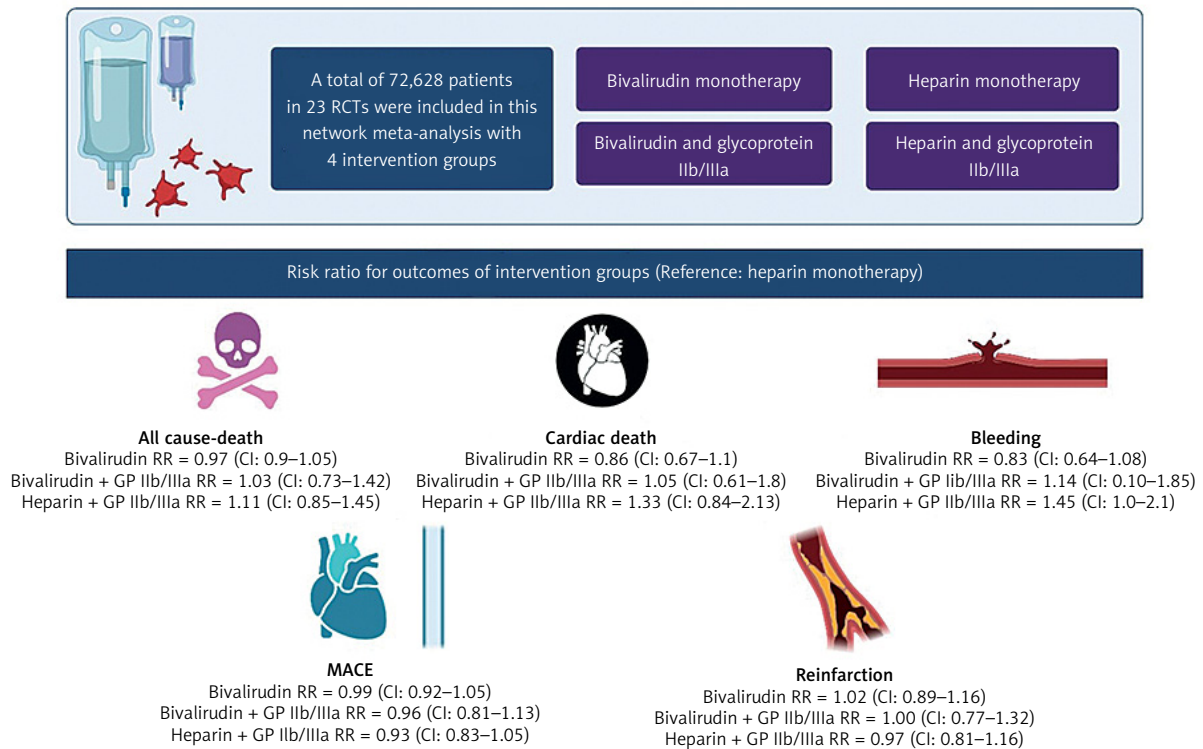 A total of 72,628 patients
in 23 RCTs were included in this
network meta-analysis with
4 intervention groups
Bivalirudin monotherapy
Heparin monotherapy
Bivalirudin and glycoprotein
IIb/IIIa
Heparin and glycoprotein
IIb/IIIa
Risk ratio for outcomes of intervention groups (Reference: heparin monotherapy)
All cause-death
Bivalirudin RR = 0.97 (CI: 0.9–1.05)
Bivalirudin + GP IIb/IIIa RR = 1.03 (CI: 0.73–1.42)
Heparin + GP IIb/IIIa RR = 1.11 (CI: 0.85–1.45)
Cardiac death
Bivalirudin RR = 0.86 (CI: 0.67–1.1)
Bivalirudin + GP IIb/IIIa RR = 1.05 (CI: 0.61–1.8)
Heparin + GP IIb/IIIa RR = 1.33 (CI: 0.84–2.13)
Bleeding
Bivalirudin RR = 0.83 (CI: 0.64–1.08)
Bivalirudin + GP IIb/IIIa RR = 1.14 (CI: 0.10–1.85)
Heparin + GP IIb/IIIa RR = 1.45 (CI: 1.0–2.1)
MACE
Bivalirudin RR = 0.99 (CI: 0.92–1.05)
Bivalirudin + GP IIb/IIIa RR = 0.96 (CI: 0.81–1.13)
Heparin + GP IIb/IIIa RR = 0.93 (CI: 0.83–1.05)
Reinfarction
Bivalirudin RR = 1.02 (CI: 0.89–1.16)
Bivalirudin + GP IIb/IIIa RR = 1.00 (CI: 0.77–1.32)
Heparin + GP IIb/IIIa RR = 0.97 (CI: 0.81–1.16)